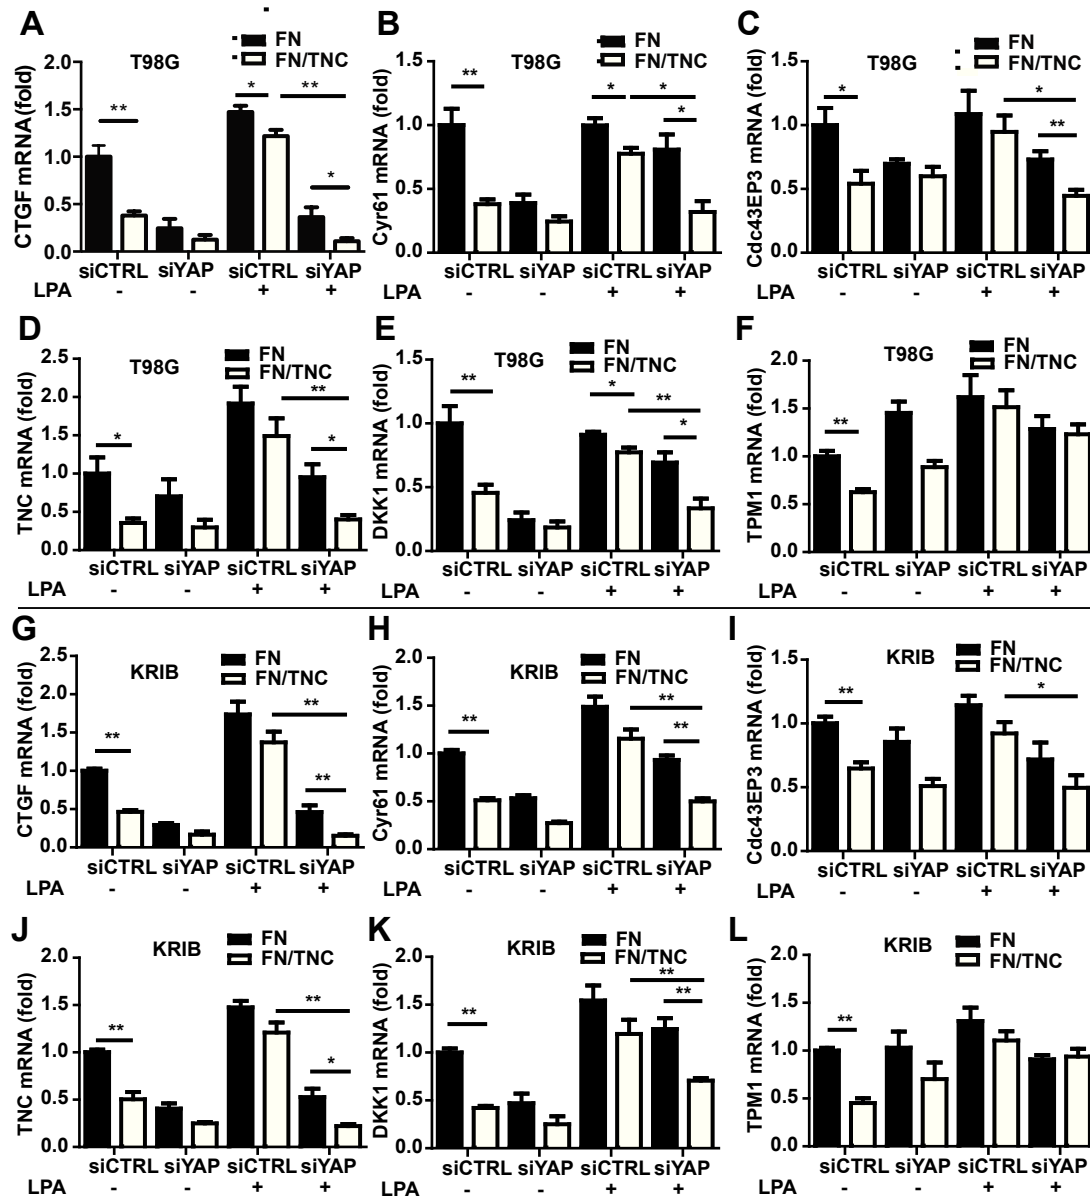 A
T98G
FN
FN/TNC
CTGF mRNA (fold)
2.0
1.5
1.0
0.5
0.0
**
*
**
*
siCTRL siYAP siCTRL siYAP
LPA - - + +
B
T98G
FN
FN/TNC
Cyr61 mRNA (fold)
1.5
1.0
0.5
0.0
**
*
*
*
siCTRL siYAP siCTRL siYAP
- - + +
C
T98G
FN
FN/TNC
Cdc43EP3 mRNA (fold)
1.5
1.0
0.5
0.0
*
*
**
siCTRL siYAP siCTRL siYAP
LPA - - + +
D
T98G
FN
FN/TNC
TNC mRNA (fold)
2.5
2.0
1.5
1.0
0.5
0.0
*
**
*
siCTRL siYAP siCTRL siYAP
LPA - - + +
E
T98G
FN
FN/TNC
DKK1 mRNA (fold)
1.5
1.0
0.5
0.0
**
*
**
*
siCTRL siYAP siCTRL siYAP
- - + +
F
T98G
FN
FN/TNC
TPM1 mRNA (fold)
2.0
1.5
1.0
0.5
0.0
**
siCTRL siYAP siCTRL siYAP
LPA - - + +
G
KRIB
FN
FN/TNC
CTGF mRNA (fold)
2.5
2.0
1.5
1.0
0.5
0.0
**
**
**
siCTRL siYAP siCTRL siYAP
LPA - - + +
H
KRIB
FN
FN/TNC
Cyr61 mRNA (fold)
2.0
1.5
1.0
0.5
0.0
**
**
**
siCTRL siYAP siCTRL siYAP
- - + +
I
KRIB
FN
FN/TNC
Cdc43EP3 mRNA (fold)
1.5
1.0
0.5
0.0
**
*
siCTRL siYAP siCTRL siYAP
LPA - - + +
J
KRIB
FN
FN/TNC
TNC mRNA (fold)
2.0
1.5
1.0
0.5
0.0
**
**
*
siCTRL siYAP siCTRL siYAP
LPA - - + +
K
KRIB
FN
FN/TNC
DKK1 mRNA (fold)
2.0
1.5
1.0
0.5
0.0
**
**
**
siCTRL siYAP siCTRL siYAP
- - + +
L
KRIB
FN
FN/TNC
TPM1 mRNA (fold)
2.0
1.5
1.0
0.5
0.0
**
siCTRL siYAP siCTRL siYAP
LPA - - + +